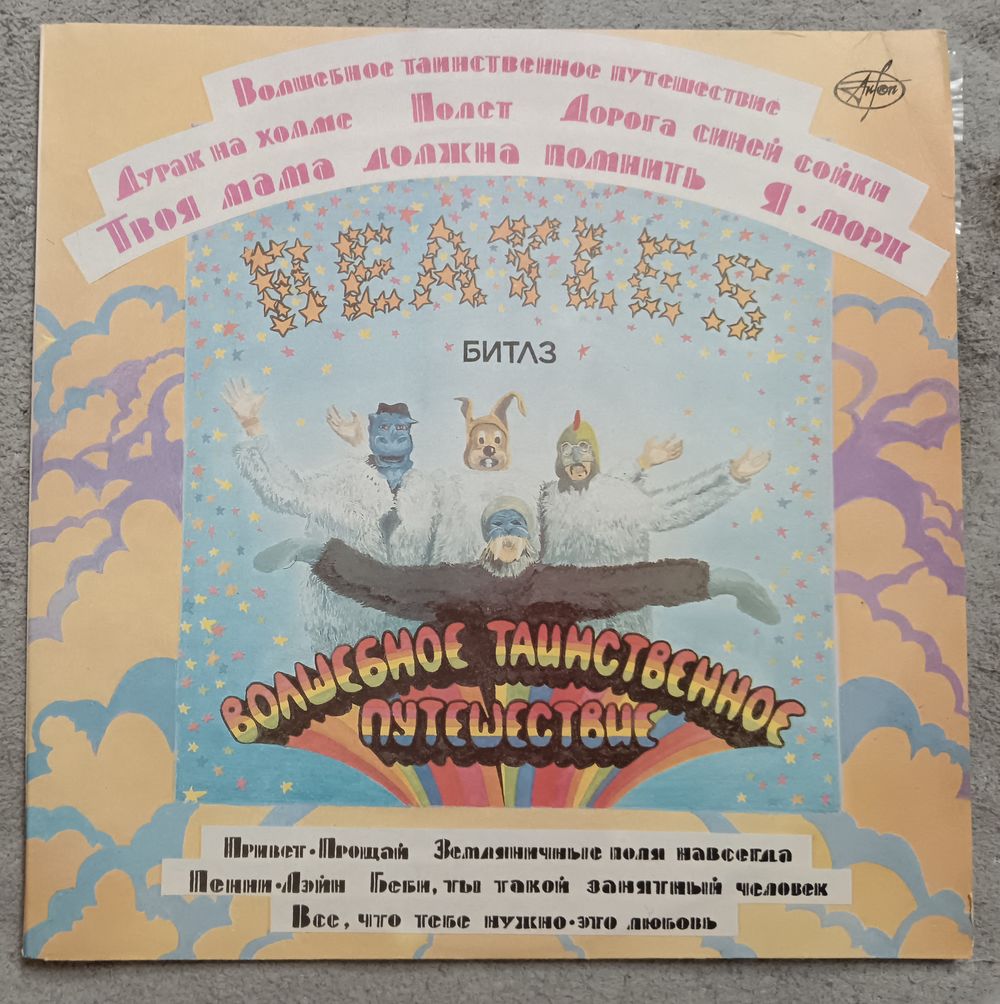 Волшебное таинственное путешествие
Антроп
Дурак на холме Полет Дорога синей сойки
Твоя мама должна помнить Я•морж
BEATLES
БИТЛЗ
ВОЛШЕБНОЕ ТАИНСТВЕННОЕ
ПУТЕШЕСТВИЕ
Привет•Прощай Земляничные поля навсегда
Пенни•Лэйн Беби, ты такой занятный человек
Все, что тебе нужно•это любовь